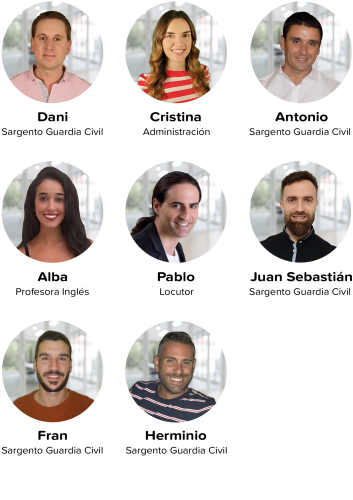 Dani
Sargento Guardia Civil
Cristina
Administración
Antonio
Sargento Guardia Civil
Alba
Profesora Inglés
Pablo
Locutor
Juan Sebastián
Sargento Guardia Civil
Fran
Sargento Guardia Civil
Herminio
Sargento Guardia Civil